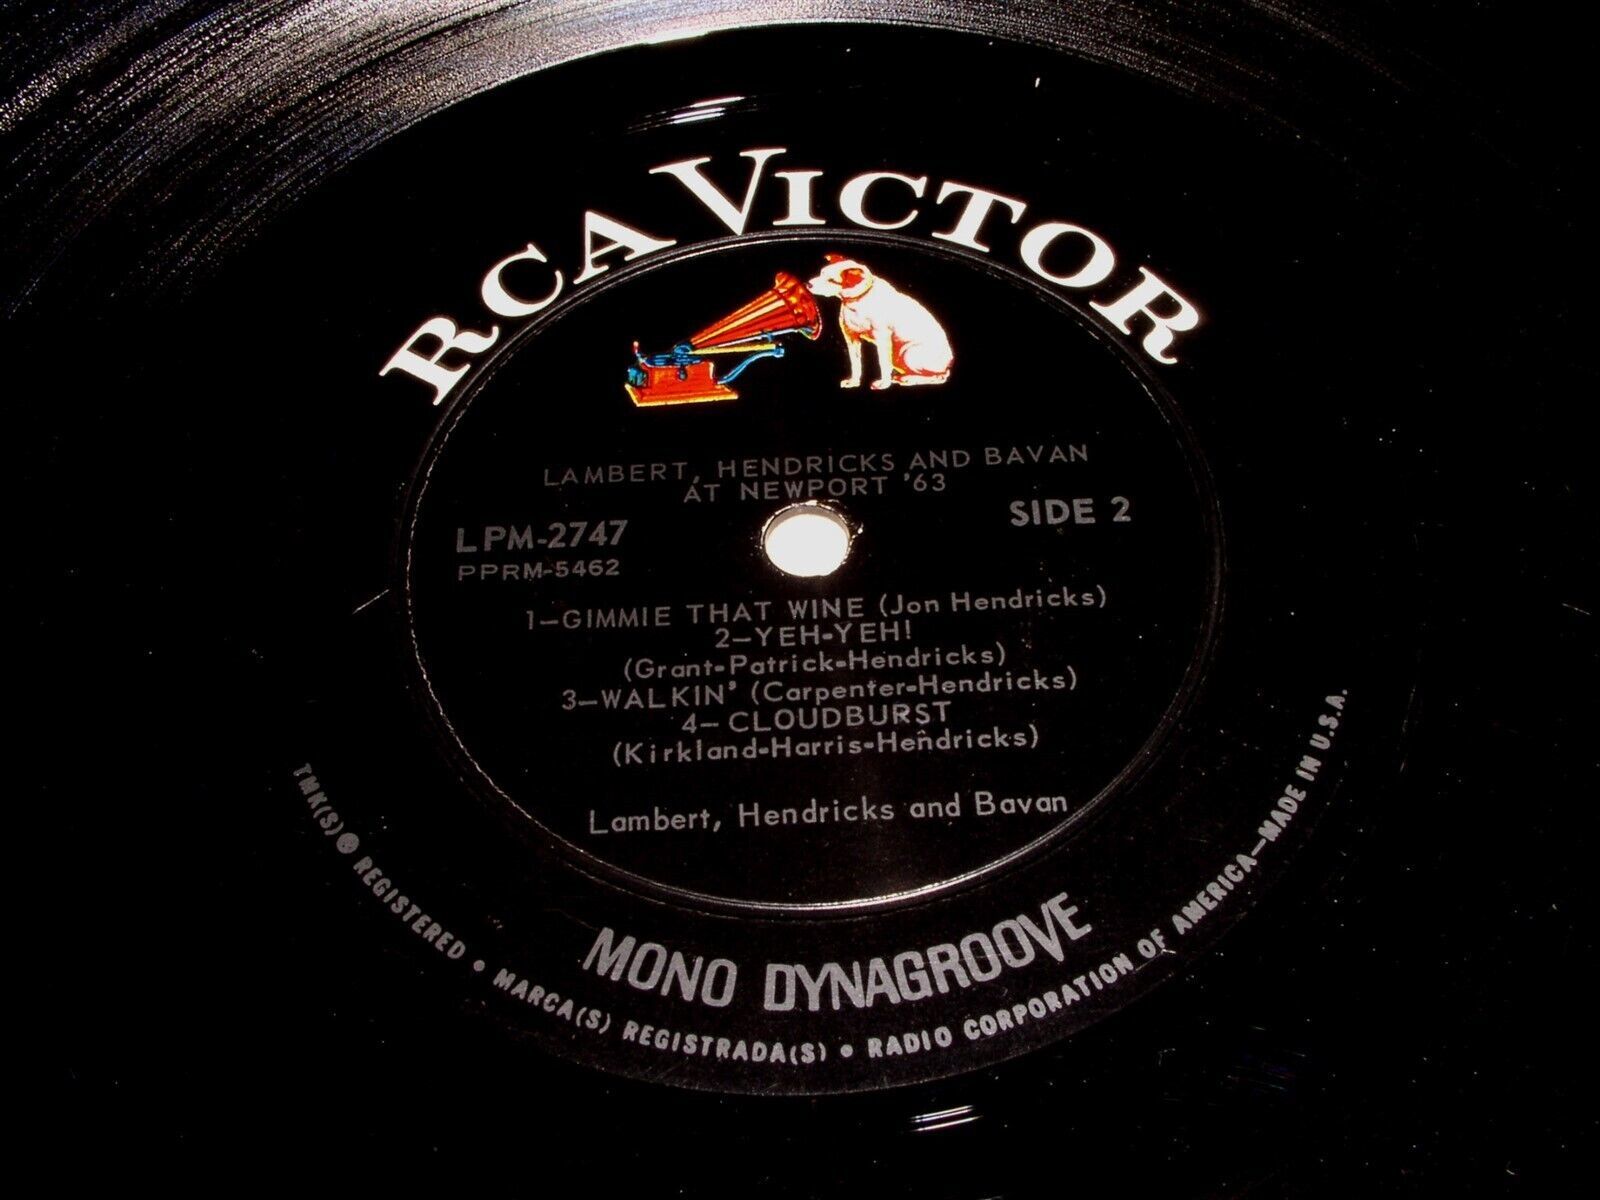 RCA VICTOR
LAMBERT, HENDRICKS AND BAVAN
AT NEWPORT '63
LPM-2747
SIDE 2
PPRM-5462
1—GIMMIE THAT WINE (Jon Hendricks)
2—YEH-YEH!
(Grant-Patrick-Hendricks)
3—WALKIN' (Carpenter-Hendricks)
4— CLOUDBURST
(Kirkland-Harris-Hendricks)
Lambert, Hendricks and Bavan
MONO DYNAGROOVE
TMK(S) ® REGISTERED • MARCA(S) REGISTRADA(S) • RADIO CORPORATION OF AMERICA—MADE IN U.S.A.